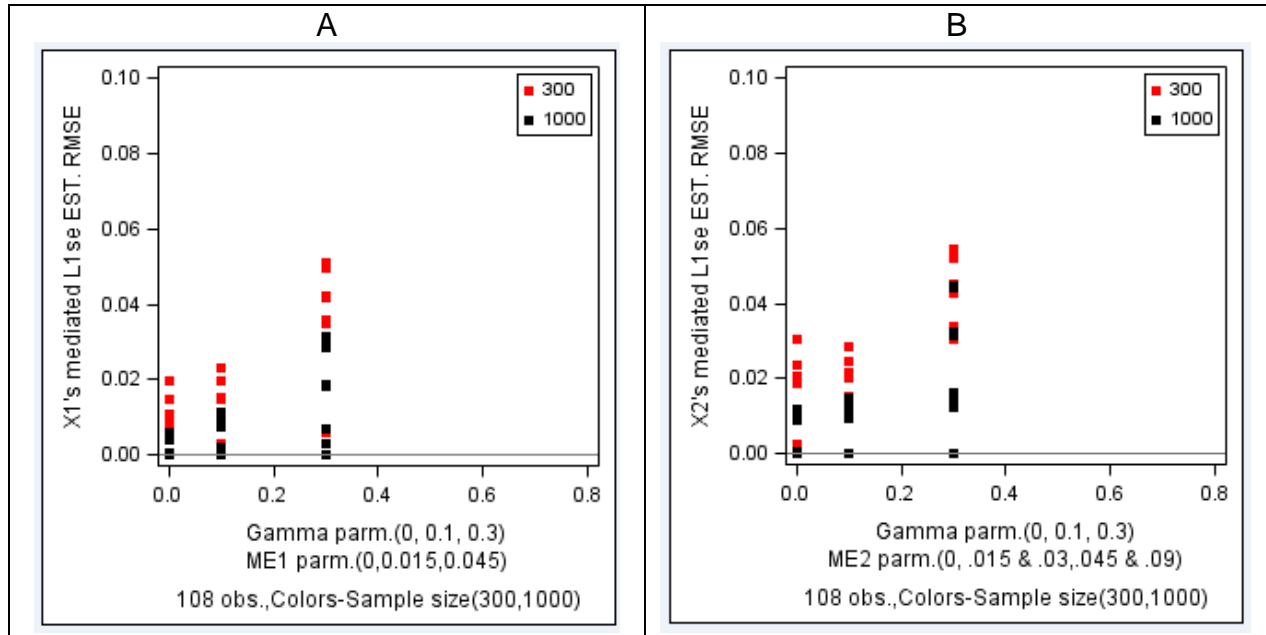 A
X1's mediated L1se EST. RMSE
0.10
0.08
0.06
0.04
0.02
0.00
300
1000
0.0 0.2 0.4 0.6 0.8
Gamma parm.(0, 0.1, 0.3)
ME1 parm.(0,0.015,0.045)
108 obs.,Colors-Sample size(300,1000)
B
X2's mediated L1se EST. RMSE
0.10
0.08
0.06
0.04
0.02
0.00
300
1000
0.0 0.2 0.4 0.6 0.8
Gamma parm.(0, 0.1, 0.3)
ME2 parm.(0, .015 & .03,.045 & .09)
108 obs.,Colors-Sample size(300,1000)